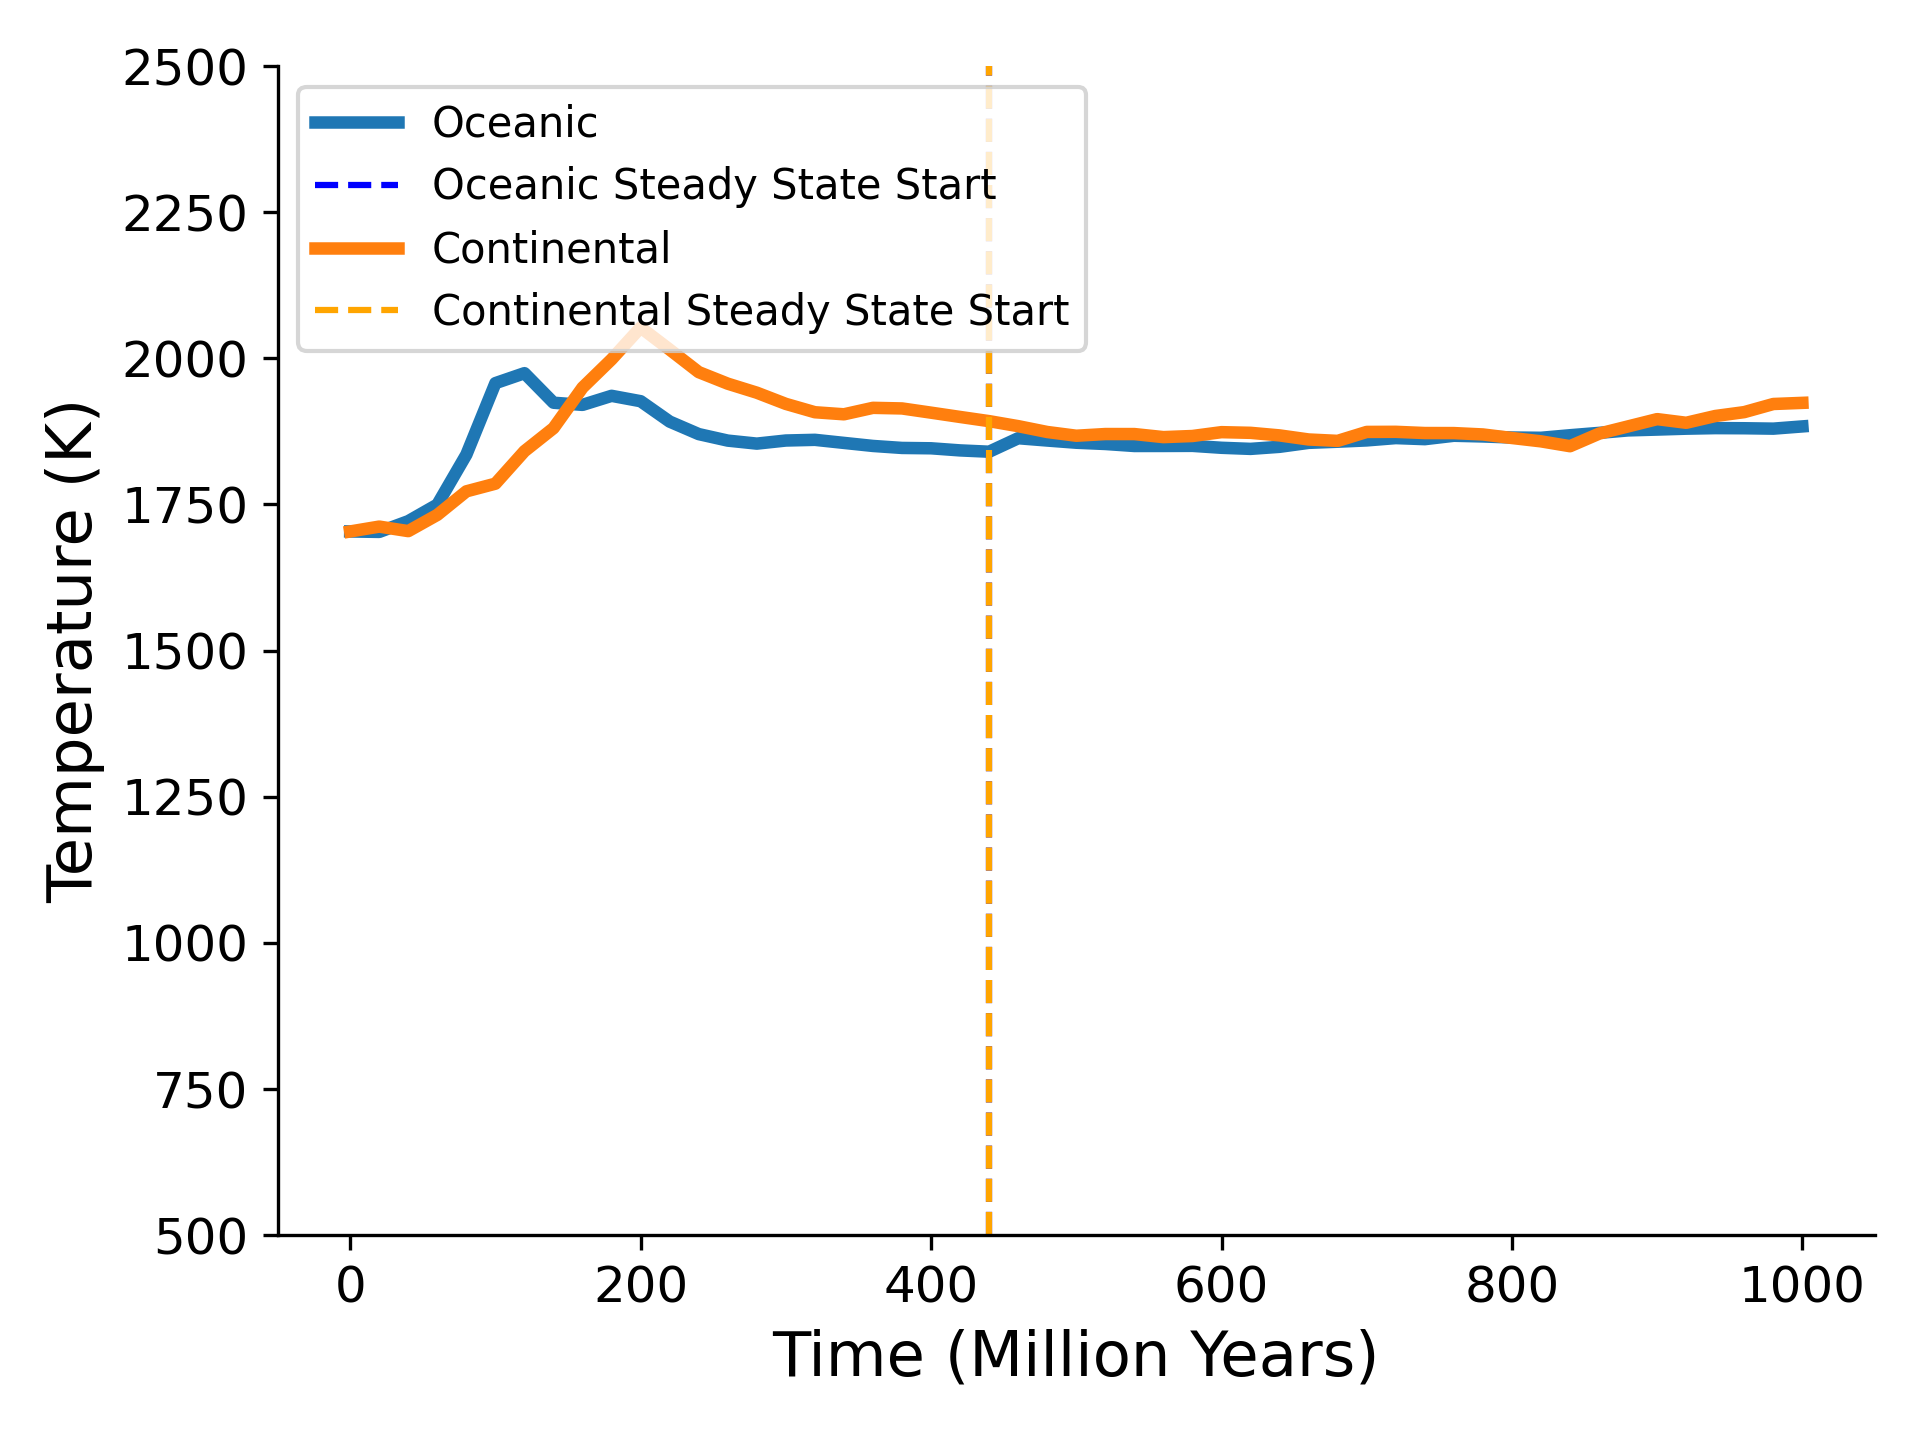 2500
2250
2000
1750
1500
1250
1000
750
500
Temperature (K)
Oceanic
Oceanic Steady State Start
Continental
Continental Steady State Start
0 200 400 600 800 1000
Time (Million Years)